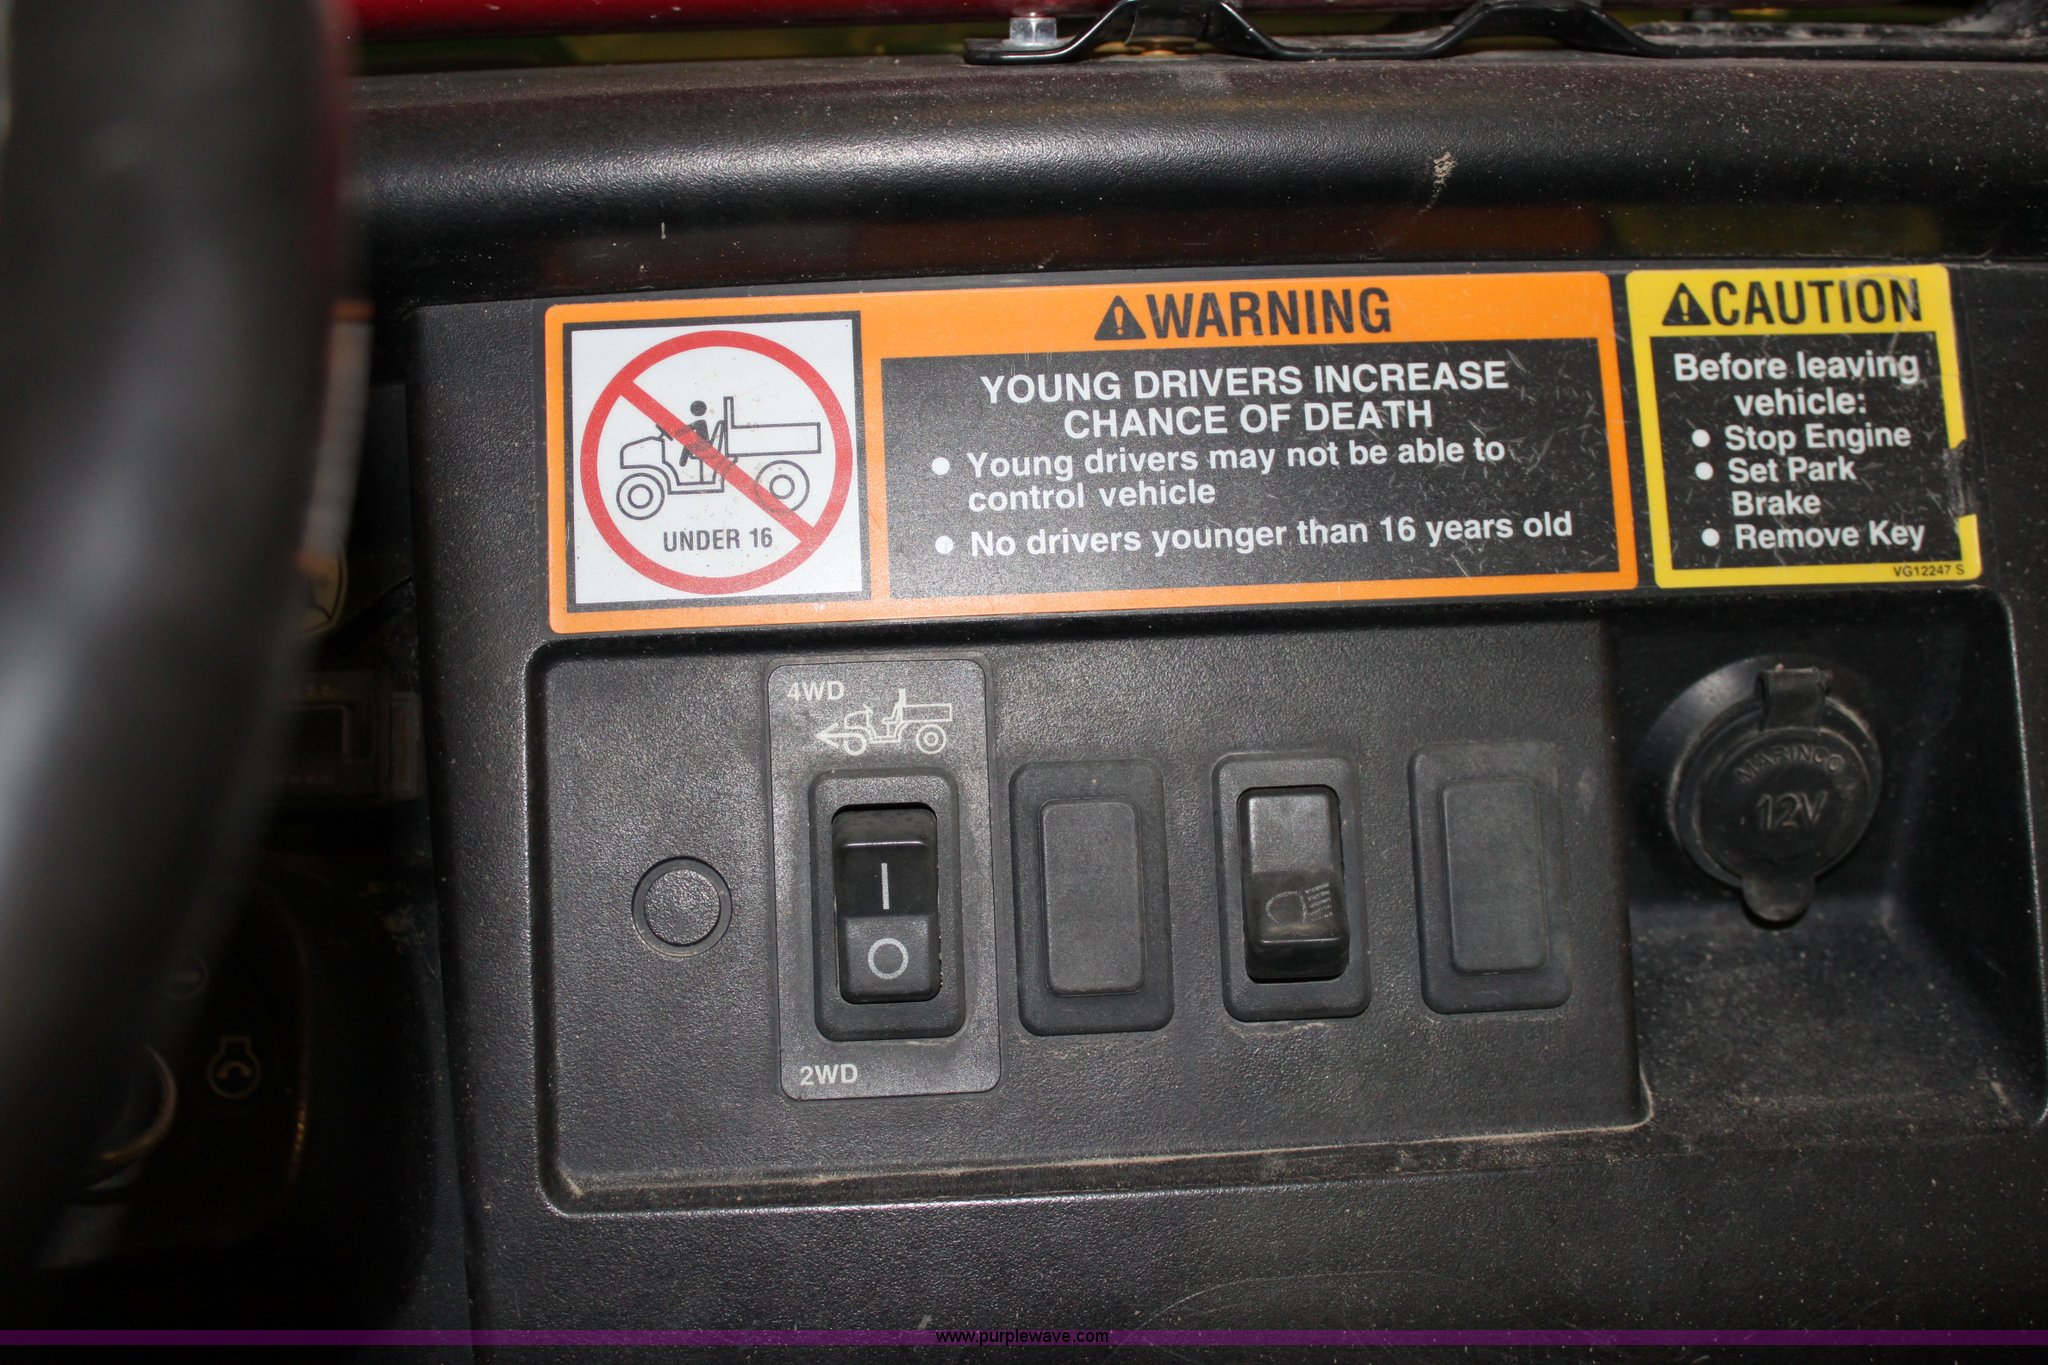 WARNING
YOUNG DRIVERS INCREASE
CHANCE OF DEATH
● Young drivers may not be able to
control vehicle
● No drivers younger than 16 years old
UNDER 16
CAUTION
Before leaving
vehicle:
● Stop Engine
● Set Park
Brake
● Remove Key
VG12247 S
4WD
I
O
2WD
MARINCO
12V
www.purplewave.com